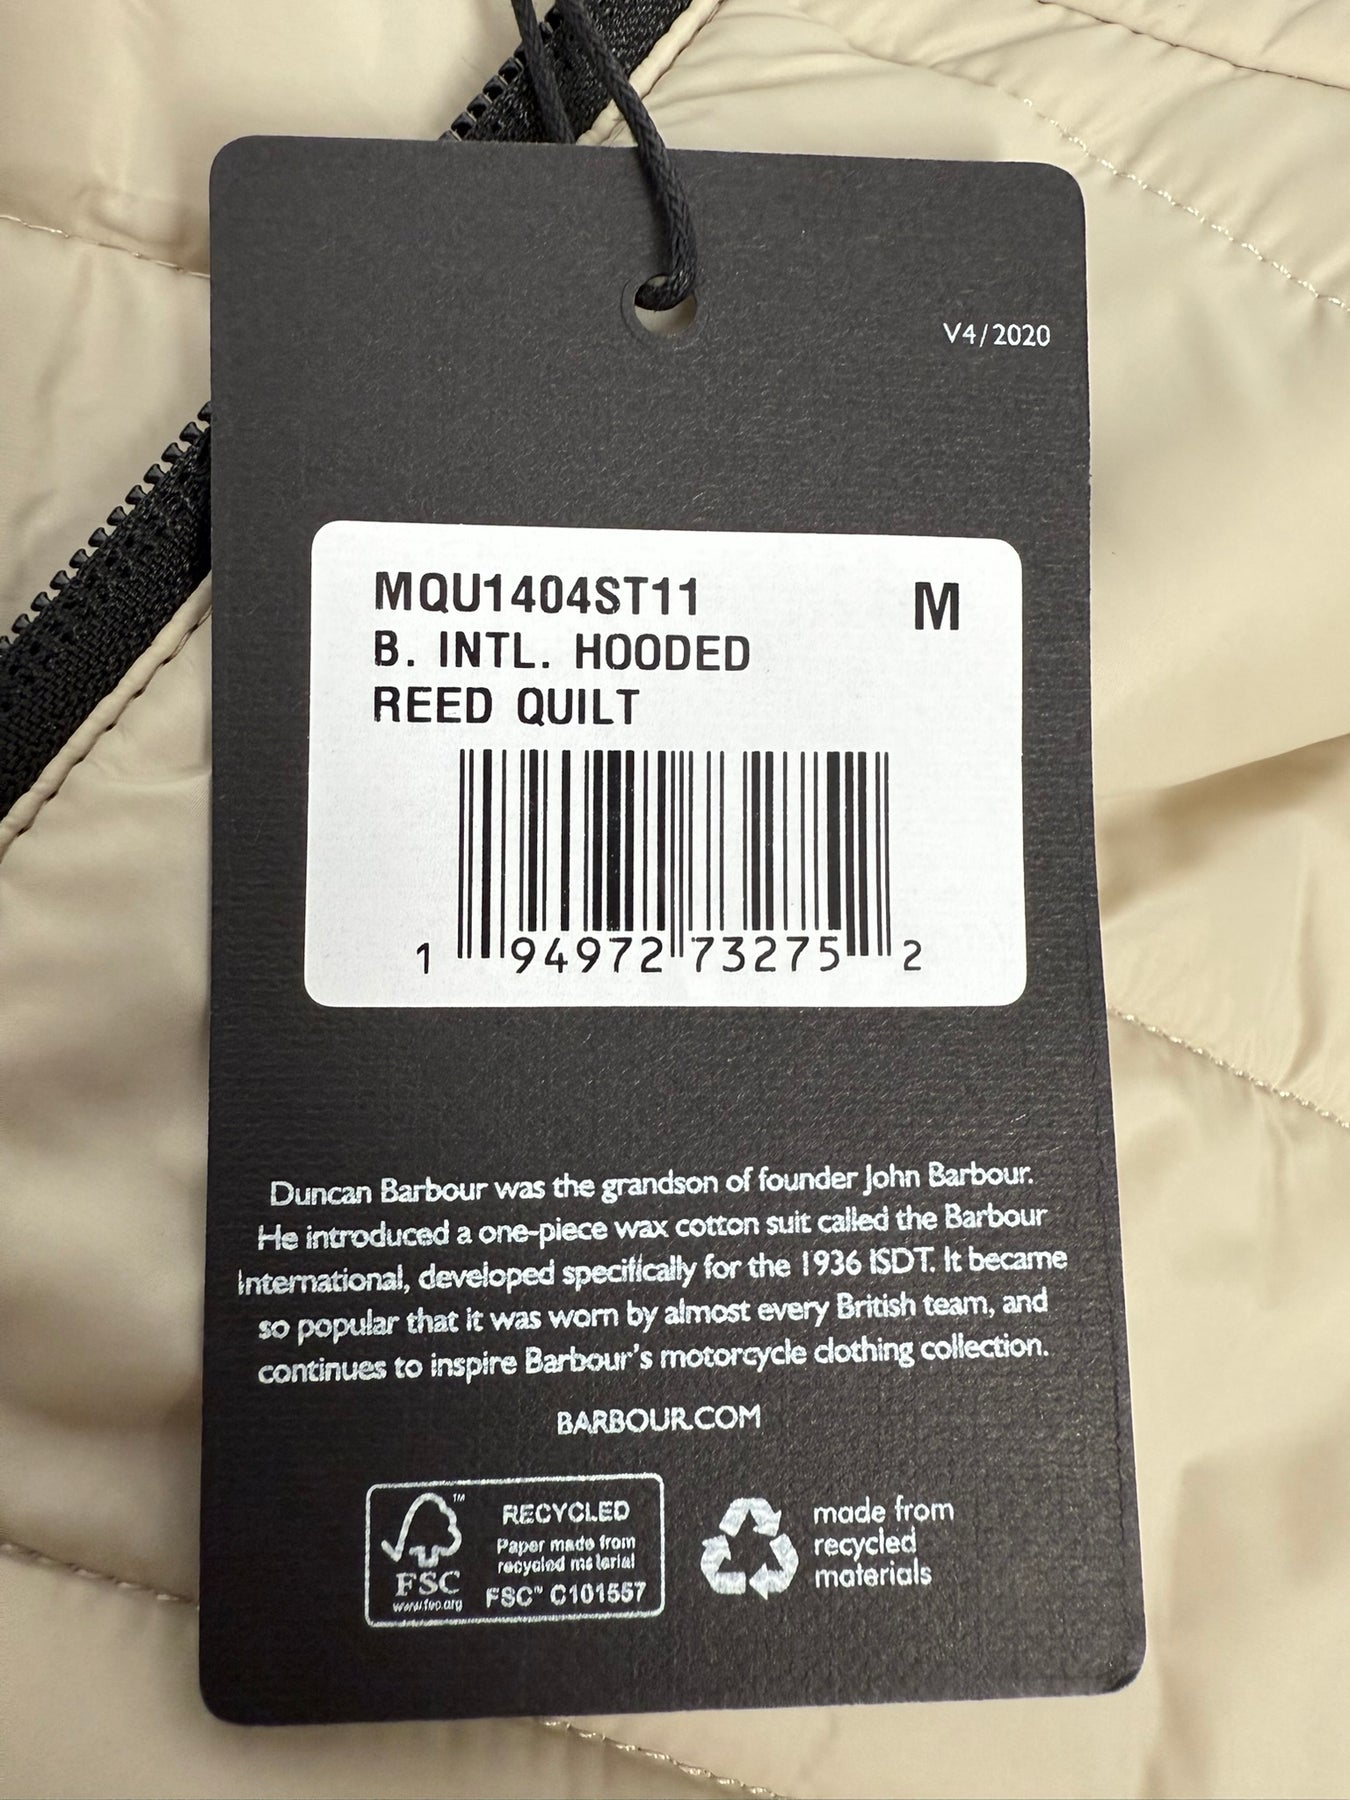 V4/2020
MQU1404ST11 M
B. INTL. HOODED
REED QUILT
1 94972 73275 2
Duncan Barbour was the grandson of founder John Barbour.
He introduced a one-piece wax cotton suit called the Barbour
International, developed specifically for the 1936 ISDT. It became
so popular that it was worn by almost every British team, and
continues to inspire Barbour's motorcycle clothing collection.
BARBOUR.COM
FSC™
www.fsc.org
RECYCLED
Paper made from
recycled material
FSC™ C101557
made from
recycled
materials